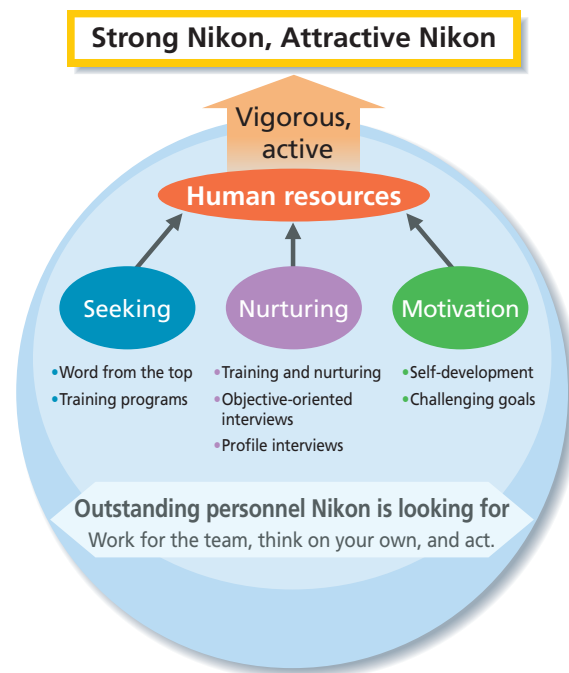 Strong Nikon, Attractive Nikon
Vigorous,
active
Human resources
Seeking
Nurturing
Motivation
•Word from the top
•Training programs
•Training and nurturing
•Objective-oriented
interviews
•Profile interviews
•Self-development
•Challenging goals
Outstanding personnel Nikon is looking for
Work for the team, think on your own, and act.